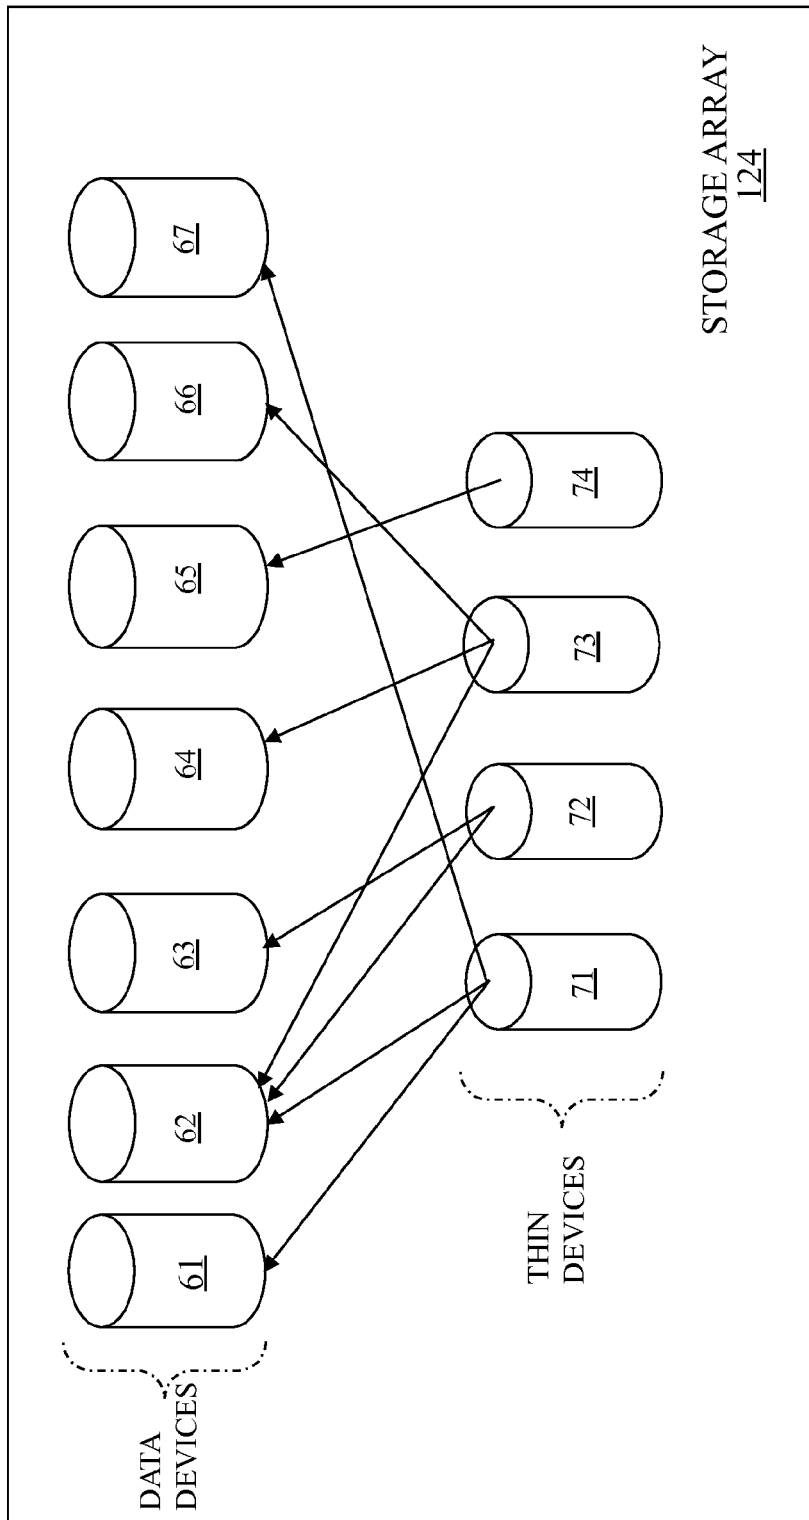 DATA
DEVICES
61
62
63
64
65
66
67
THIN
DEVICES
71
72
73
74
STORAGE ARRAY
124